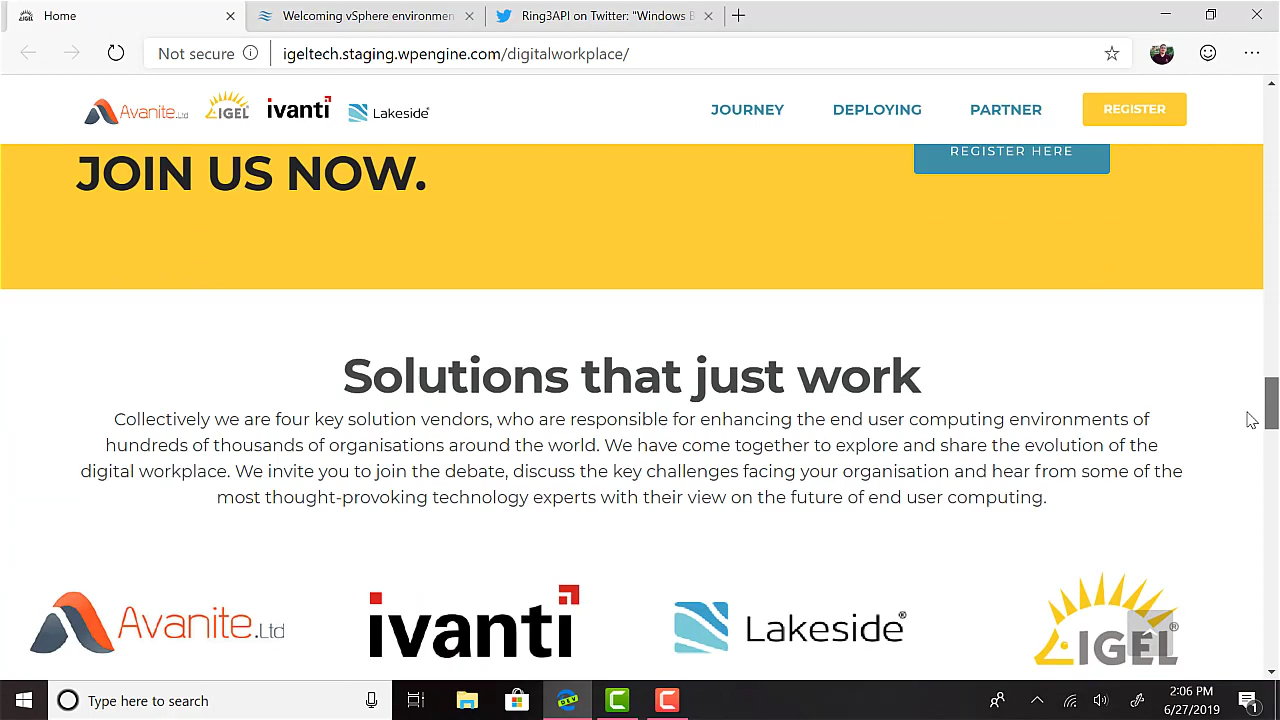 Home
Welcoming vSphere environmen
Ring3API on Twitter: "Windows B
Not secure
igeltech.staging.wpengine.com/digitalworkplace/
Avanite.Ltd
IGEL
ivanti
Lakeside®
JOURNEY
DEPLOYING
PARTNER
REGISTER
JOIN US NOW.
REGISTER HERE
Solutions that just work
Collectively we are four key solution vendors, who are responsible for enhancing the end user computing environments of
hundreds of thousands of organisations around the world. We have come together to explore and share the evolution of the
digital workplace. We invite you to join the debate, discuss the key challenges facing your organisation and hear from some of the
most thought-provoking technology experts with their view on the future of end user computing.
Avanite.Ltd
ivanti
Lakeside®
IGEL®
Type here to search
DEV
2:06 PM
6/27/2019
1